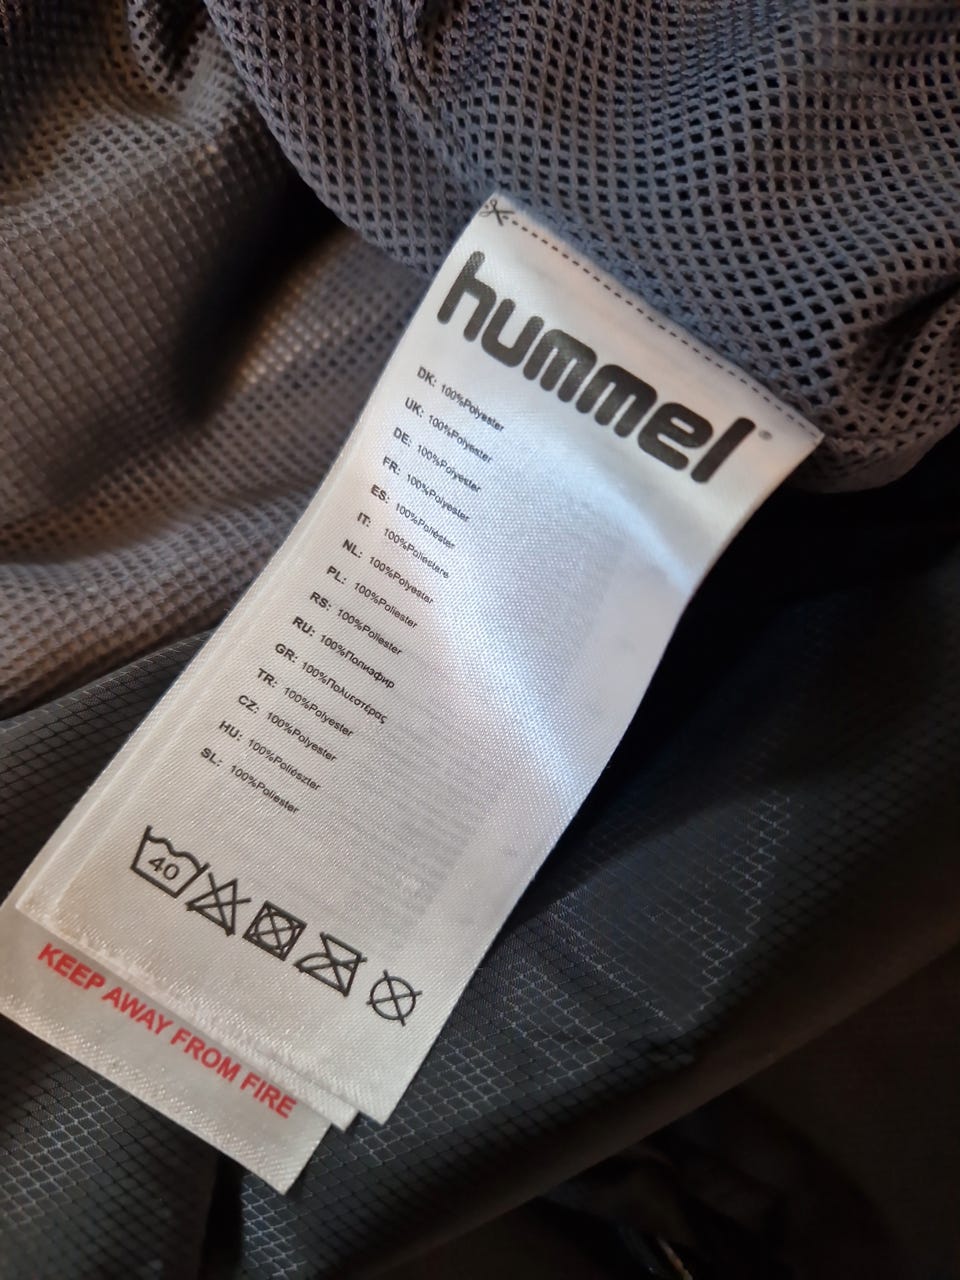 hummel®
DK: 100%Polyester
UK: 100%Polyester
DE: 100%Polyester
FR: 100%Polyester
ES: 100%Poliéster
IT: 100%Poliestere
NL: 100%Polyester
PL: 100%Poliester
RS: 100%Poliester
RU: 100%Полиэфир
GR: 100%Πολυεστέρας
TR: 100%Polyester
CZ: 100%Polyester
HU: 100%Poliészter
SL: 100%Poliester
40
KEEP AWAY FROM FIRE